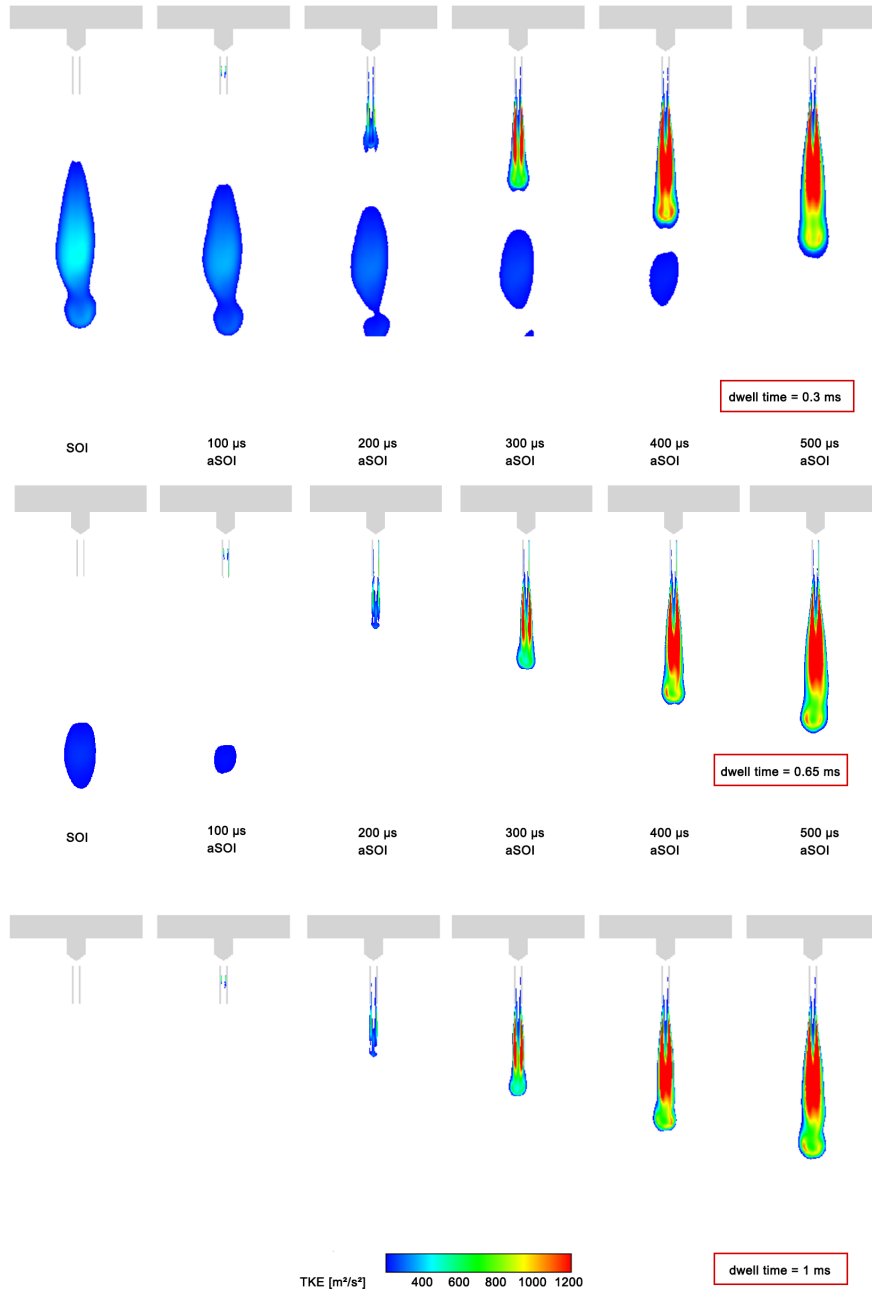 dwell time = 0.3 ms
SOI
100 µs
aSOI
200 µs
aSOI
300 µs
aSOI
400 µs
aSOI
500 µs
aSOI
dwell time = 0.65 ms
SOI
100 µs
aSOI
200 µs
aSOI
300 µs
aSOI
400 µs
aSOI
500 µs
aSOI
TKE [m²/s²]
400 600 800 1000 1200
dwell time = 1 ms